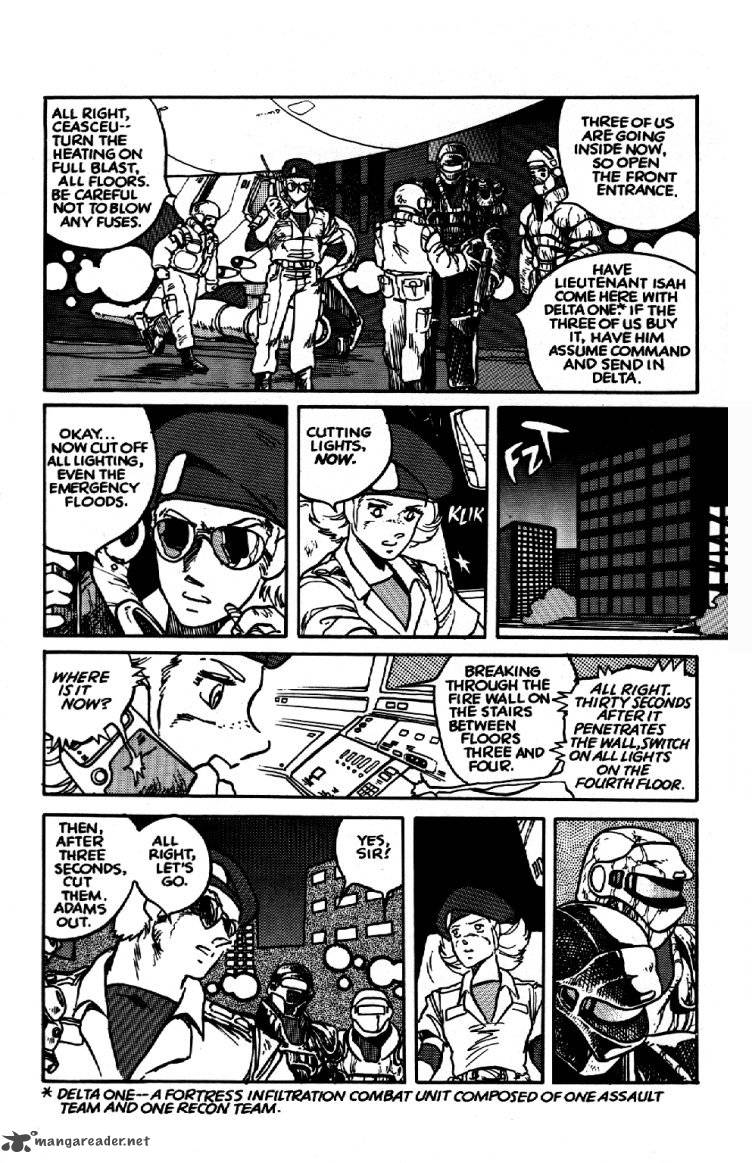 ALL RIGHT,
CEASCEU--
TURN THE
HEATING ON
FULL BLAST,
ALL FLOORS.
BE CAREFUL
NOT TO BLOW
ANY FUSES.
THREE OF US
ARE GOING
INSIDE NOW,
SO OPEN
THE FRONT
ENTRANCE.
HAVE
LIEUTENANT ISAH
COME HERE WITH
DELTA ONE.* IF THE
THREE OF US BUY
IT, HAVE HIM
ASSUME COMMAND
AND SEND IN
DELTA.
OKAY...
NOW CUT OFF
ALL LIGHTING,
EVEN THE
EMERGENCY
FLOODS.
CUTTING
LIGHTS,
NOW.
KLIK
FZT
WHERE
IS IT
NOW?
BREAKING
THROUGH THE
FIRE WALL ON
THE STAIRS
BETWEEN
FLOORS
THREE AND
FOUR.
ALL RIGHT.
THIRTY SECONDS
AFTER IT
PENETRATES
THE WALL, SWITCH
ON ALL LIGHTS
ON THE
FOURTH FLOOR.
THEN,
AFTER
THREE
SECONDS,
CUT
THEM.
ADAMS
OUT.
ALL
RIGHT,
LET'S
GO.
YES,
SIR!
* DELTA ONE--A FORTRESS INFILTRATION COMBAT UNIT COMPOSED OF ONE ASSAULT
TEAM AND ONE RECON TEAM.
mangareader.net